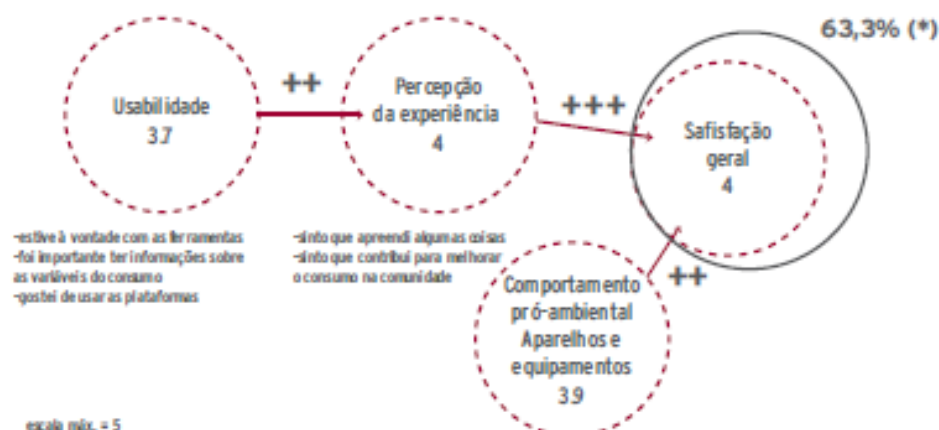 63,3% (*)
Usabilidade
3.7
++
Percepção
da experiência
4
+++
Safisfação
geral
4
-estive à vontade com as ferramentas
-foi importante ter informações sobre
as variáveis do consumo
-gostei de usar as plataformas
-sinto que apreendi algumas coisas
-sinto que contribui para melhorar
o consumo na comunidade
++
Comportamento
pró-ambiental
Aparelhos e
equipamentos
3.9
escala máx. = 5